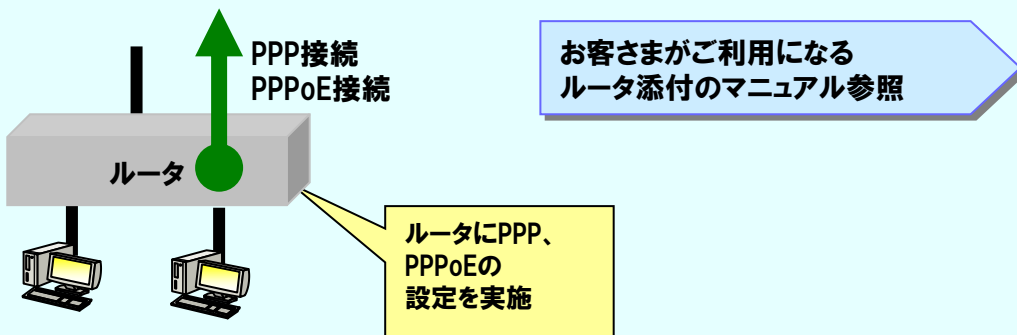 PPP接続
PPPoE接続
お客さまがご利用になる
ルータ添付のマニュアル参照
ルータ
ルータにPPP、
PPPoEの
設定を実施